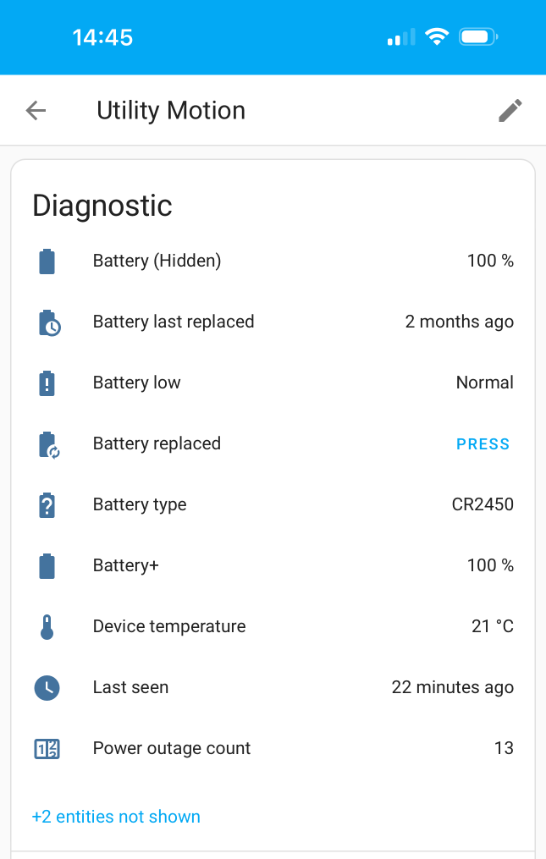 14:45
Utility Motion
Diagnostic
Battery (Hidden) 100 %
Battery last replaced 2 months ago
Battery low Normal
Battery replaced PRESS
Battery type CR2450
Battery+ 100 %
Device temperature 21 °C
Last seen 22 minutes ago
Power outage count 13
+2 entities not shown